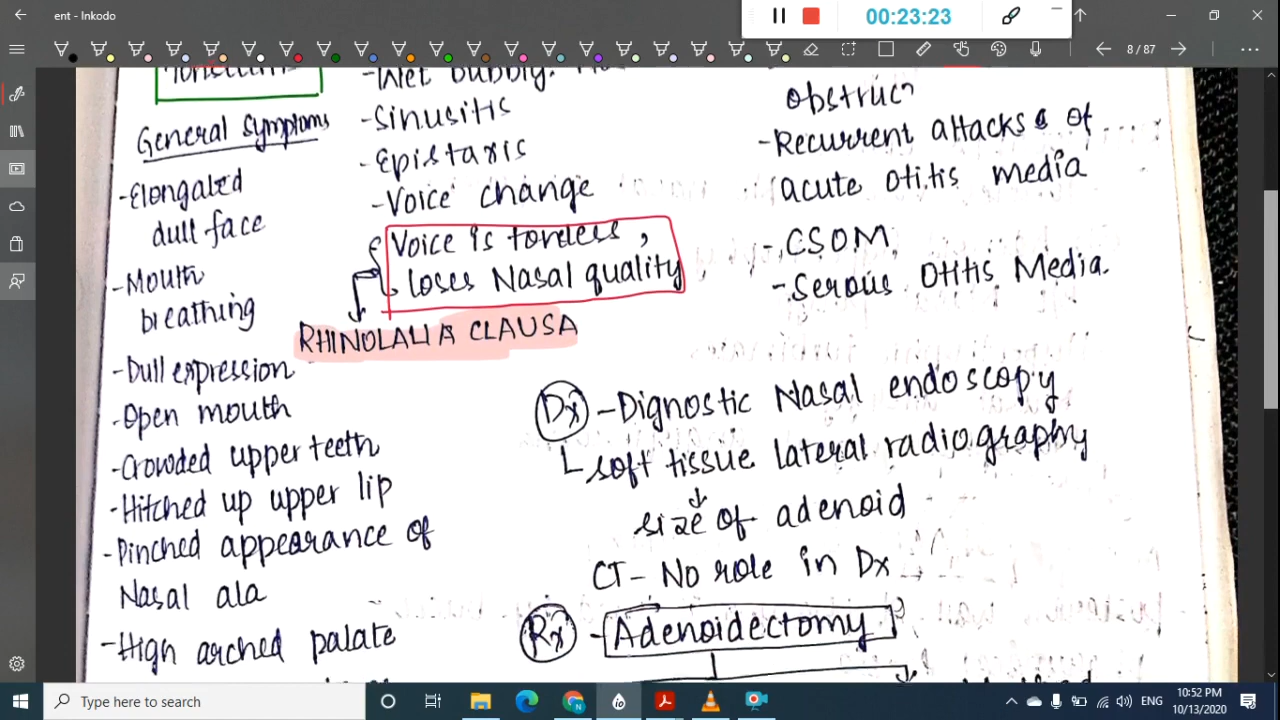 ent - Inkodo
00:23:23
8 / 87
General Symptoms
-Elongated
dull face
-Mouth
breathing
-Dull expression
-Open mouth
-Crowded upper teeth
-Hitched up upper lip
-Pinched appearance of
Nasal ala
-High arched palate
-Wet bubbly.
-Sinusitis
-Epistaxis
-Voice change
Voice is toneless,
loses Nasal quality
RHINOLALIA CLAUSA
obstrucn
-Recurrent attacks of
acute otitis media
- CSOM
-Serous Otitis Media.
Dx -Dignostic Nasal endoscopy
soft tissue lateral radiography
size of adenoid
CT- No role in Dx
Rx - Adenoidectomy
Type here to search
ENG
10:52 PM
10/13/2020